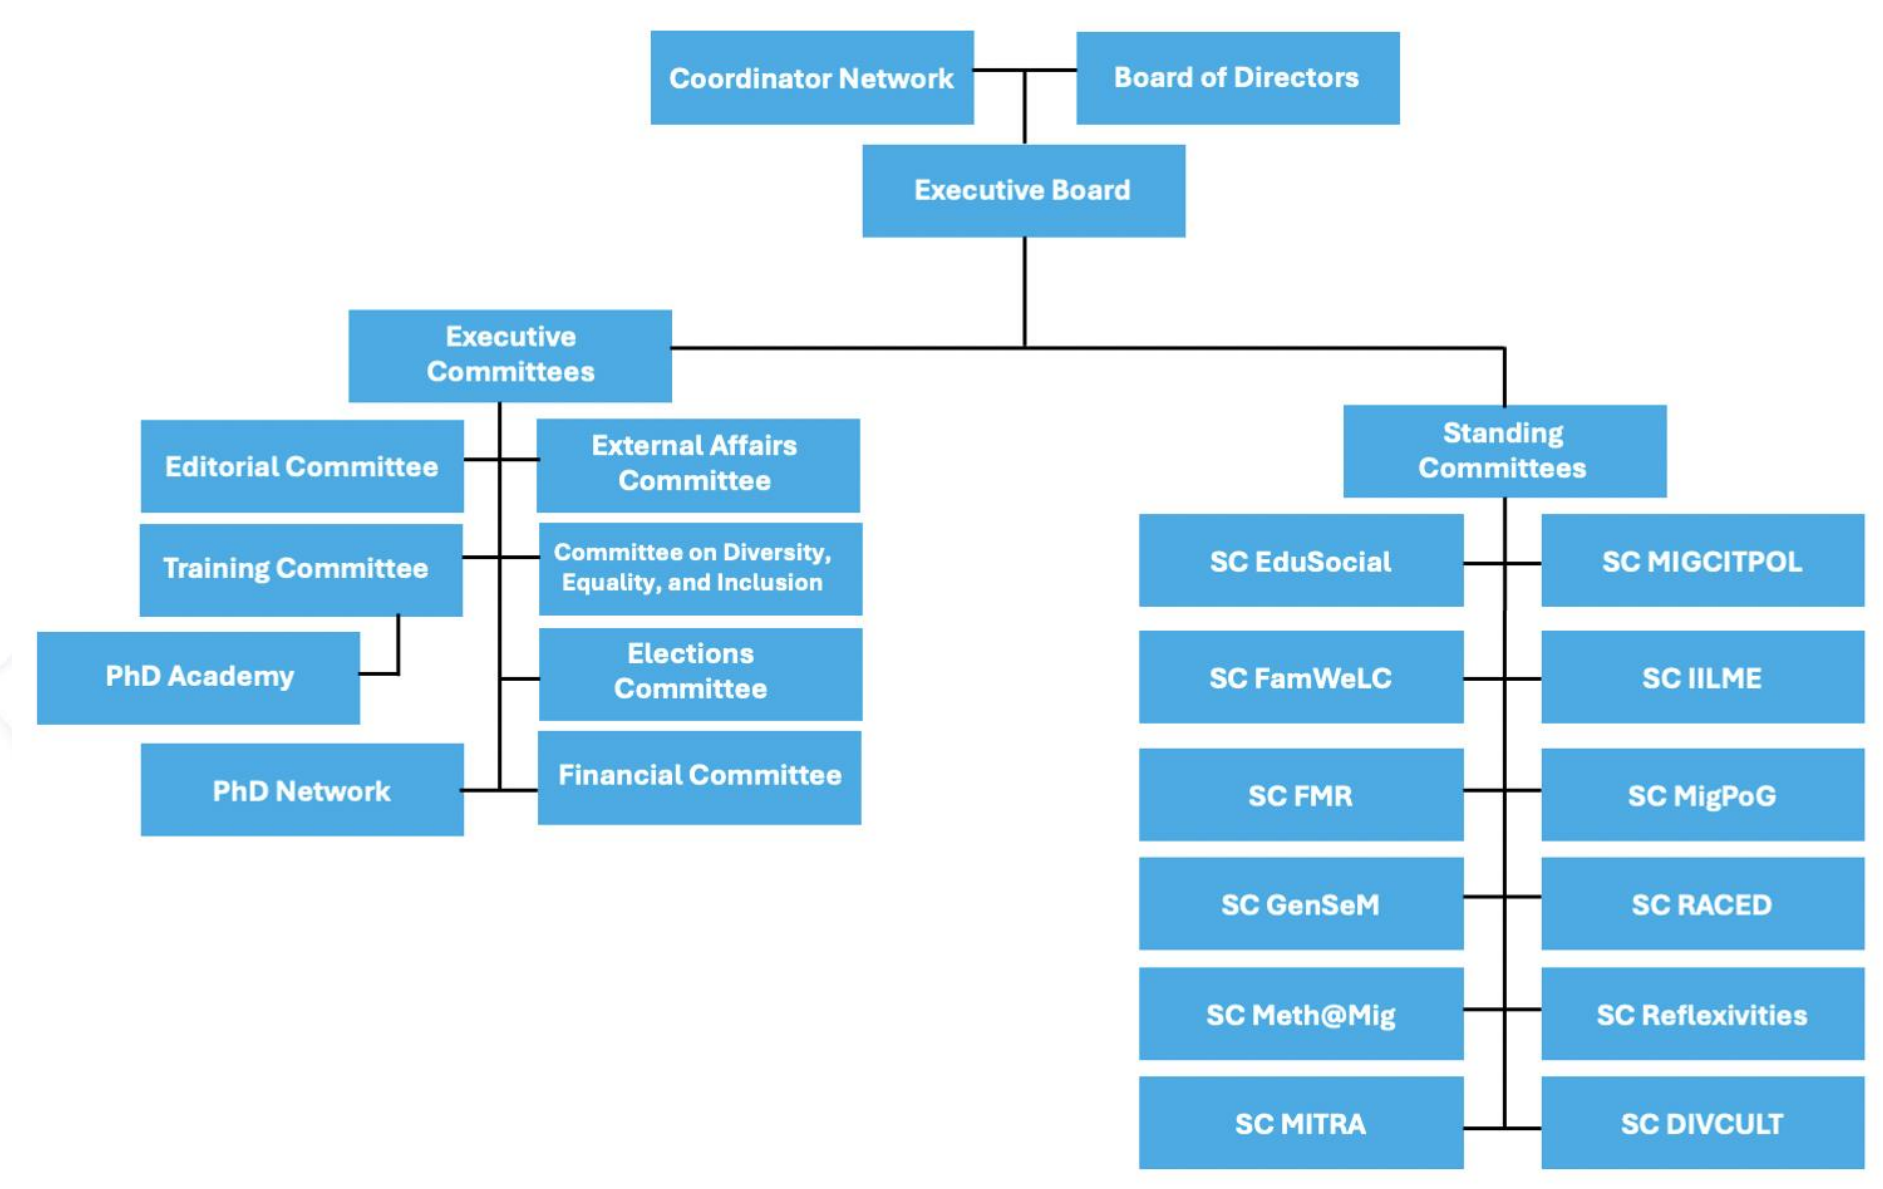 Coordinator Network
Board of Directors
Executive Board
Executive
Committees
Editorial Committee
External Affairs
Committee
Training Committee
Committee on Diversity,
Equality, and Inclusion
PhD Academy
Elections
Committee
PhD Network
Financial Committee
Standing
Committees
SC EduSocial
SC MIGCITPOL
SC FamWeLC
SC IILME
SC FMR
SC MigPoG
SC GenSeM
SC RACED
SC Meth@Mig
SC Reflexivities
SC MITRA
SC DIVCULT